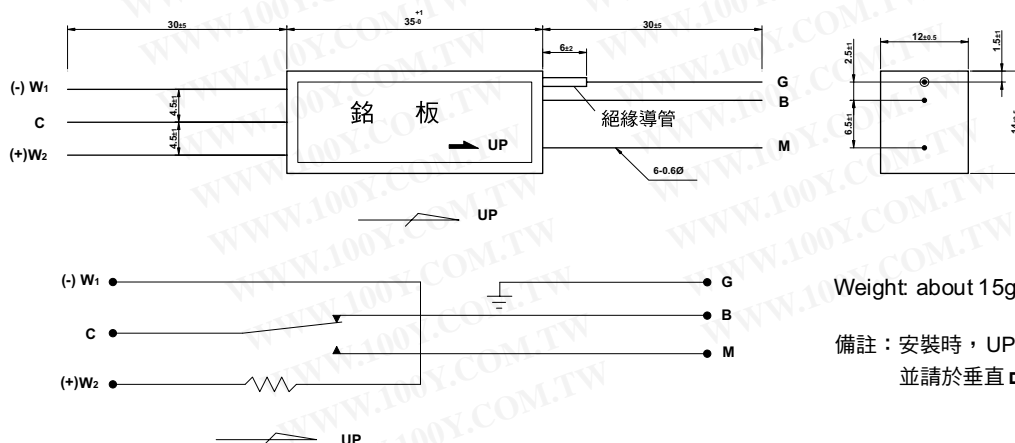 30±5
35 +1 -0
30±5
6±2
12±0.5
1.5±1
2.5±1
(-) W1
4.5±1
C
4.5±1
(+)W2
銘 板
UP
絕緣導管
G
B
M
6.5±1
6-0.6Ø
UP
(-) W1
C
(+)W2
G
B
M
UP
Weight: about 15g
備註：安裝時，UP
並請於垂直
WWW.100Y.COM.TW